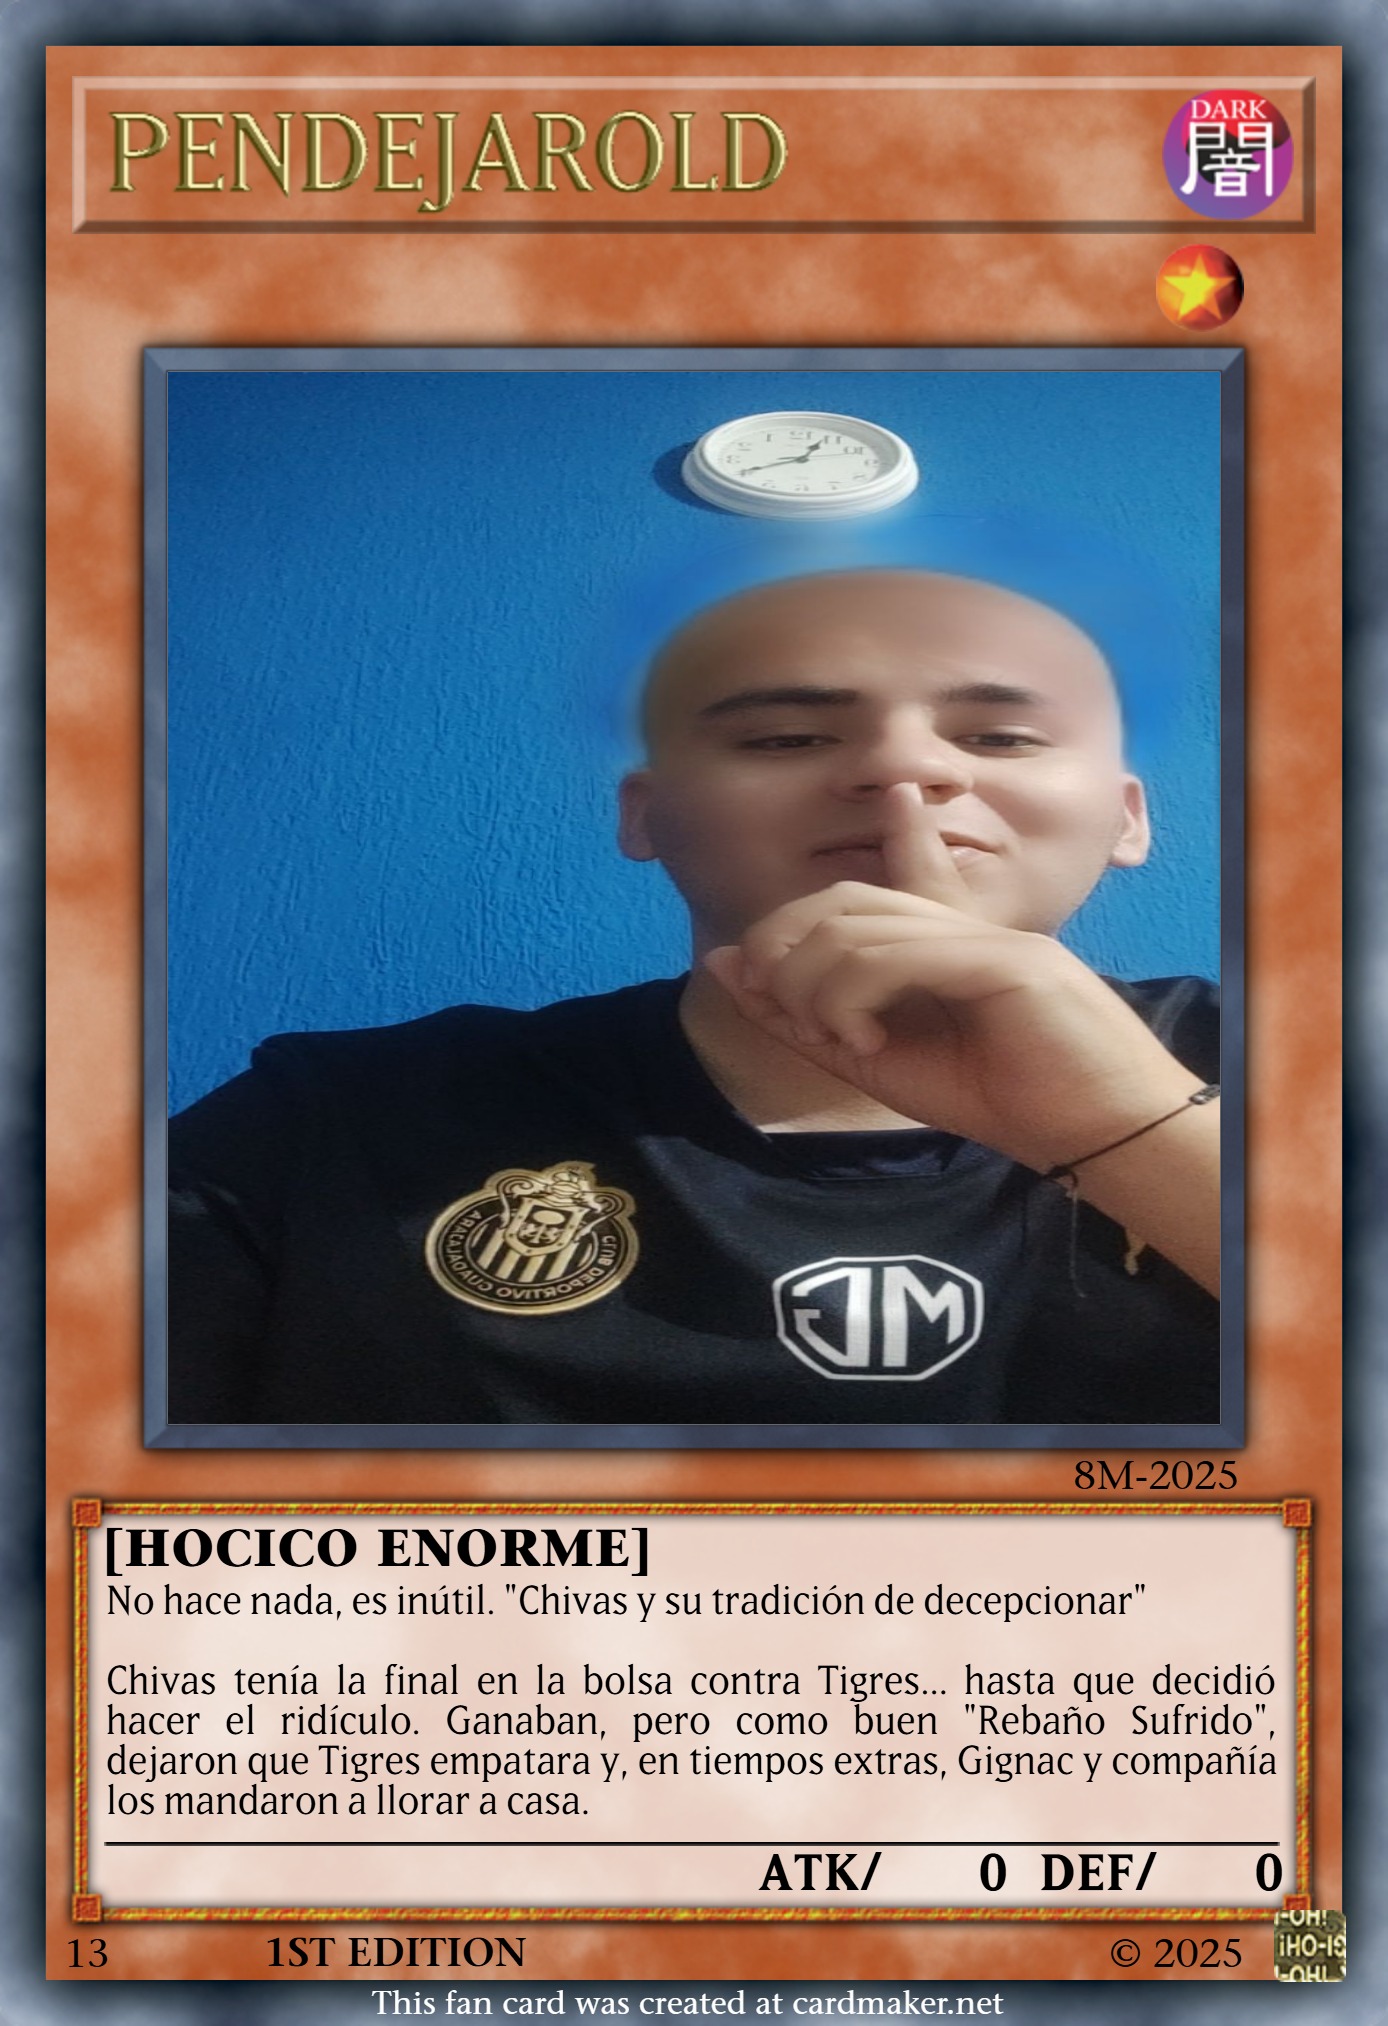 PENDEJAROLD
DARK
闇
[HOCICO ENORME]
8M-2025
No hace nada, es inútil. "Chivas y su tradición de decepcionar"
Chivas tenía la final en la bolsa contra Tigres... hasta que decidió
hacer el ridículo. Ganaban, pero como buen "Rebaño Sufrido",
dejaron que Tigres empatara y, en tiempos extras, Gignac y compañía
los mandaron a llorar a casa.
ATK/ 0 DEF/ 0
13 1ST EDITION © 2025
This fan card was created at cardmaker.net